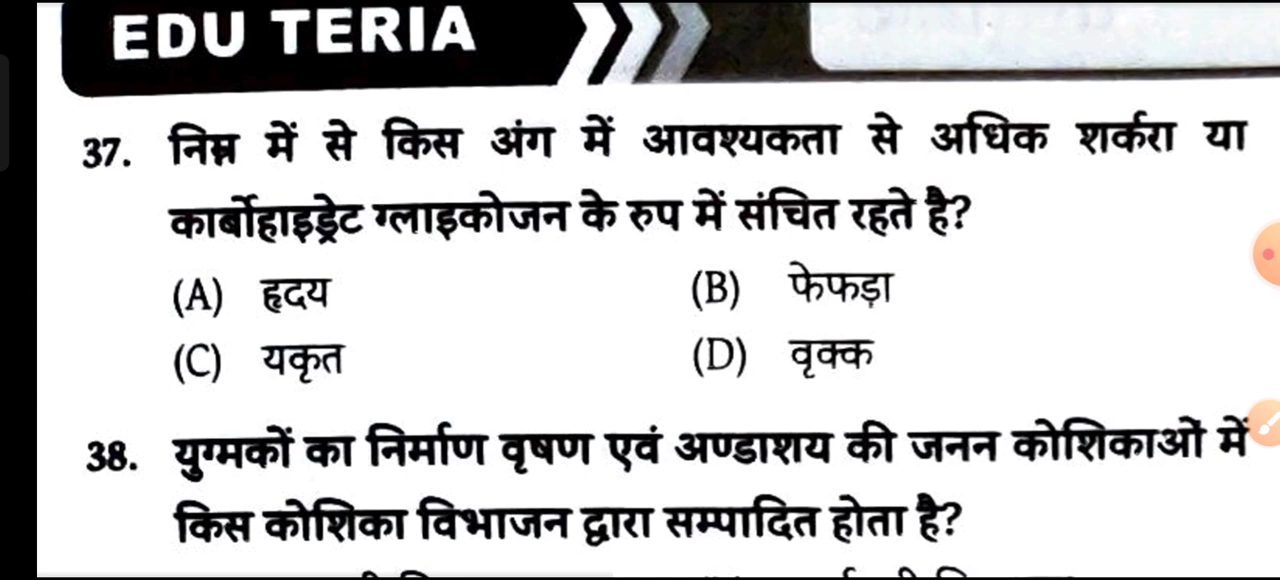 EDU TERIA
37. निम्न में से किस अंग में आवश्यकता से अधिक शर्करा या
कार्बोहाइड्रेट ग्लाइकोजन के रुप में संचित रहते है?
(A) हृदय (B) फेफड़ा
(C) यकृत (D) वृक्क
38. युग्मकों का निर्माण वृषण एवं अण्डाशय की जनन कोशिकाओं में
किस कोशिका विभाजन द्वारा सम्पादित होता है?